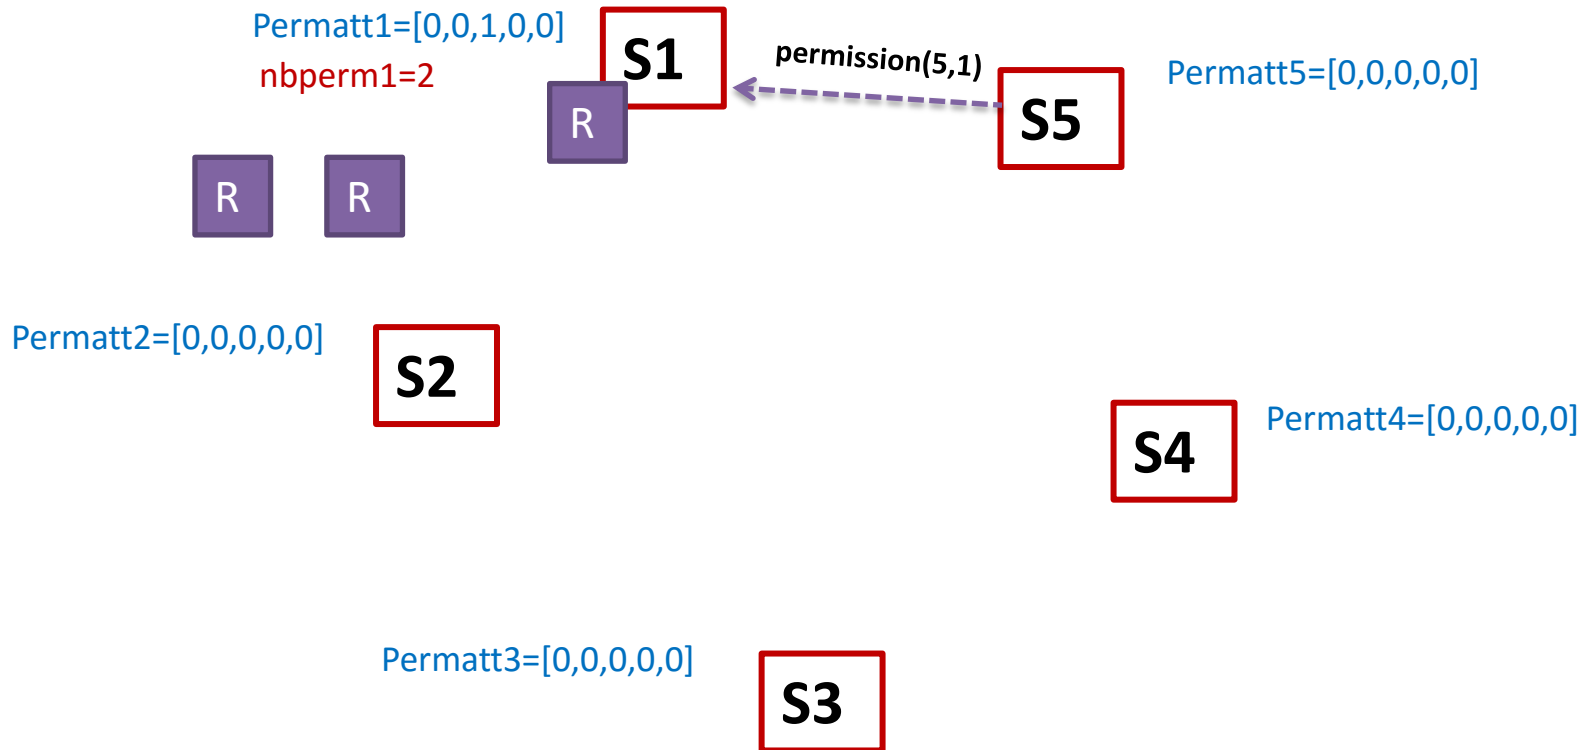 Permatt1=[0,0,1,0,0]
S1
permission(5,1)
Permatt5=[0,0,0,0,0]
nbperm1=2
S5
R
R
R
Permatt2=[0,0,0,0,0]
S2
Permatt4=[0,0,0,0,0]
S4
Permatt3=[0,0,0,0,0]
S3